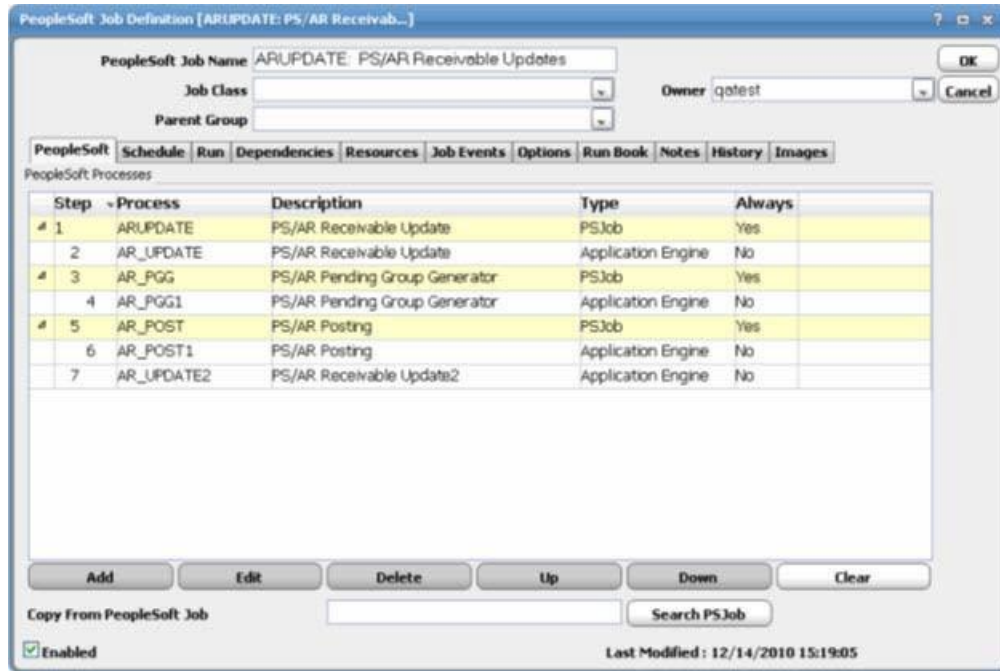 PeopleSoft Job Definition [ARUPDATE: PS/AR Receivab...]
PeopleSoft Job Name ARUPDATE: PS/AR Receivable Updates OK
Job Class Owner qatest Cancel
Parent Group
PeopleSoft Schedule Run Dependencies Resources Job Events Options Run Book Notes History Images
PeopleSoft Processes
Step Process Description Type Always
1 ARUPDATE PS/AR Receivable Update PSJob Yes
2 AR_UPDATE PS/AR Receivable Update Application Engine No
3 AR_PGG PS/AR Pending Group Generator PSJob Yes
4 AR_PGG1 PS/AR Pending Group Generator Application Engine No
5 AR_POST PS/AR Posting PSJob Yes
6 AR_POST1 PS/AR Posting Application Engine No
7 AR_UPDATE2 PS/AR Receivable Update2 Application Engine No
Add Edit Delete Up Down Clear
Copy From PeopleSoft Job Search PSJob
Enabled Last Modified : 12/14/2010 15:19:05